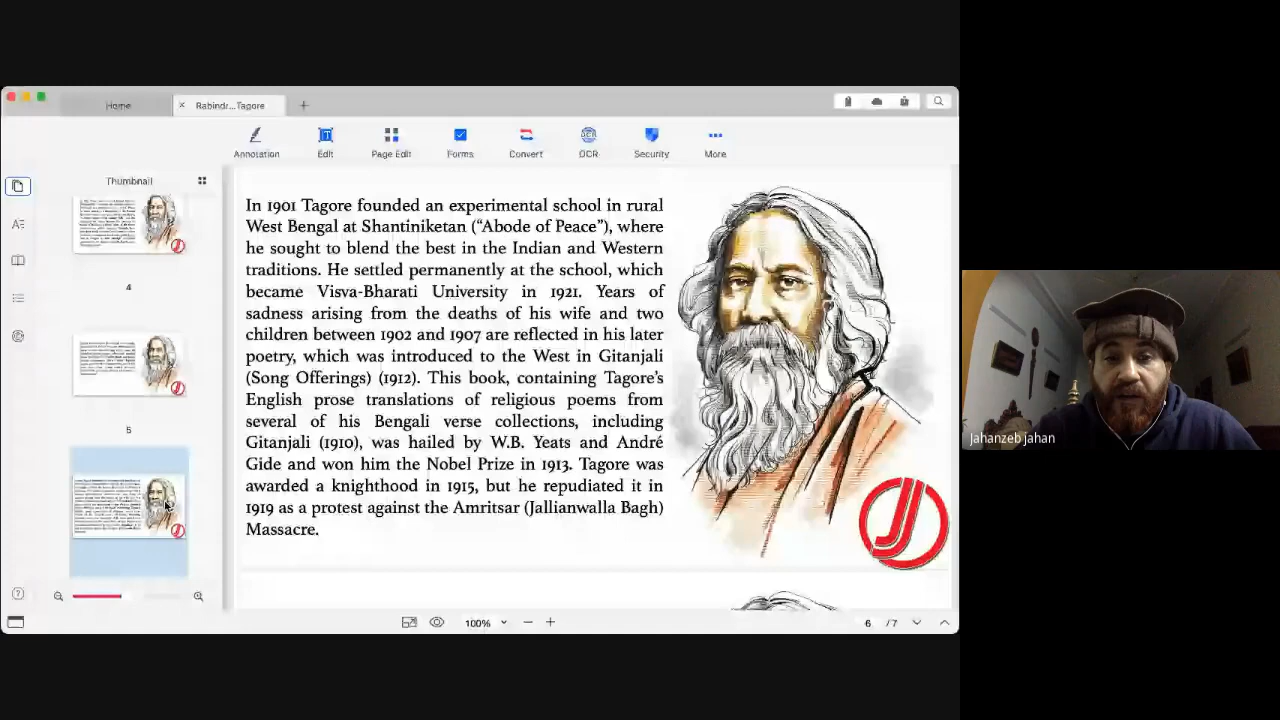 Home
Rabindr...Tagore
Annotation
Edit
Page Edit
Forms
Convert
OCR
Security
More
Thumbnail
4
5
In 1901 Tagore founded an experimental school in rural
West Bengal at Shantiniketan (“Abode of Peace”), where
he sought to blend the best in the Indian and Western
traditions. He settled permanently at the school, which
became Visva-Bharati University in 1921. Years of
sadness arising from the deaths of his wife and two
children between 1902 and 1907 are reflected in his later
poetry, which was introduced to the West in Gitanjali
(Song Offerings) (1912). This book, containing Tagore’s
English prose translations of religious poems from
several of his Bengali verse collections, including
Gitanjali (1910), was hailed by W.B. Yeats and André
Gide and won him the Nobel Prize in 1913. Tagore was
awarded a knighthood in 1915, but he repudiated it in
1919 as a protest against the Amritsar (Jallianwalla Bagh)
Massacre.
100%
6 /7
Jahanzeb jahan